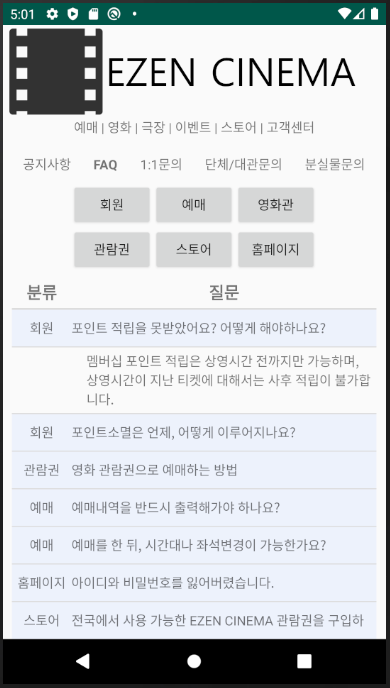 5:01
EZEN CINEMA
예매 | 영화 | 극장 | 이벤트 | 스토어 | 고객센터
공지사항 FAQ 1:1문의 단체/대관문의 분실물문의
회원 예매 영화관
관람권 스토어 홈페이지
분류 질문
회원 포인트 적립을 못받았어요? 어떻게 해야하나요?
멤버십 포인트 적립은 상영시간 전까지만 가능하며,
상영시간이 지난 티켓에 대해서는 사후 적립이 불가합
니다.
회원 포인트소멸은 언제, 어떻게 이루어지나요?
관람권 영화 관람권으로 예매하는 방법
예매 예매내역을 반드시 출력해가야 하나요?
예매 예매를 한 뒤, 시간대나 좌석변경이 가능한가요?
홈페이지 아이디와 비밀번호를 잃어버렸습니다.
스토어 전국에서 사용 가능한 EZEN CINEMA 관람권을 구입하